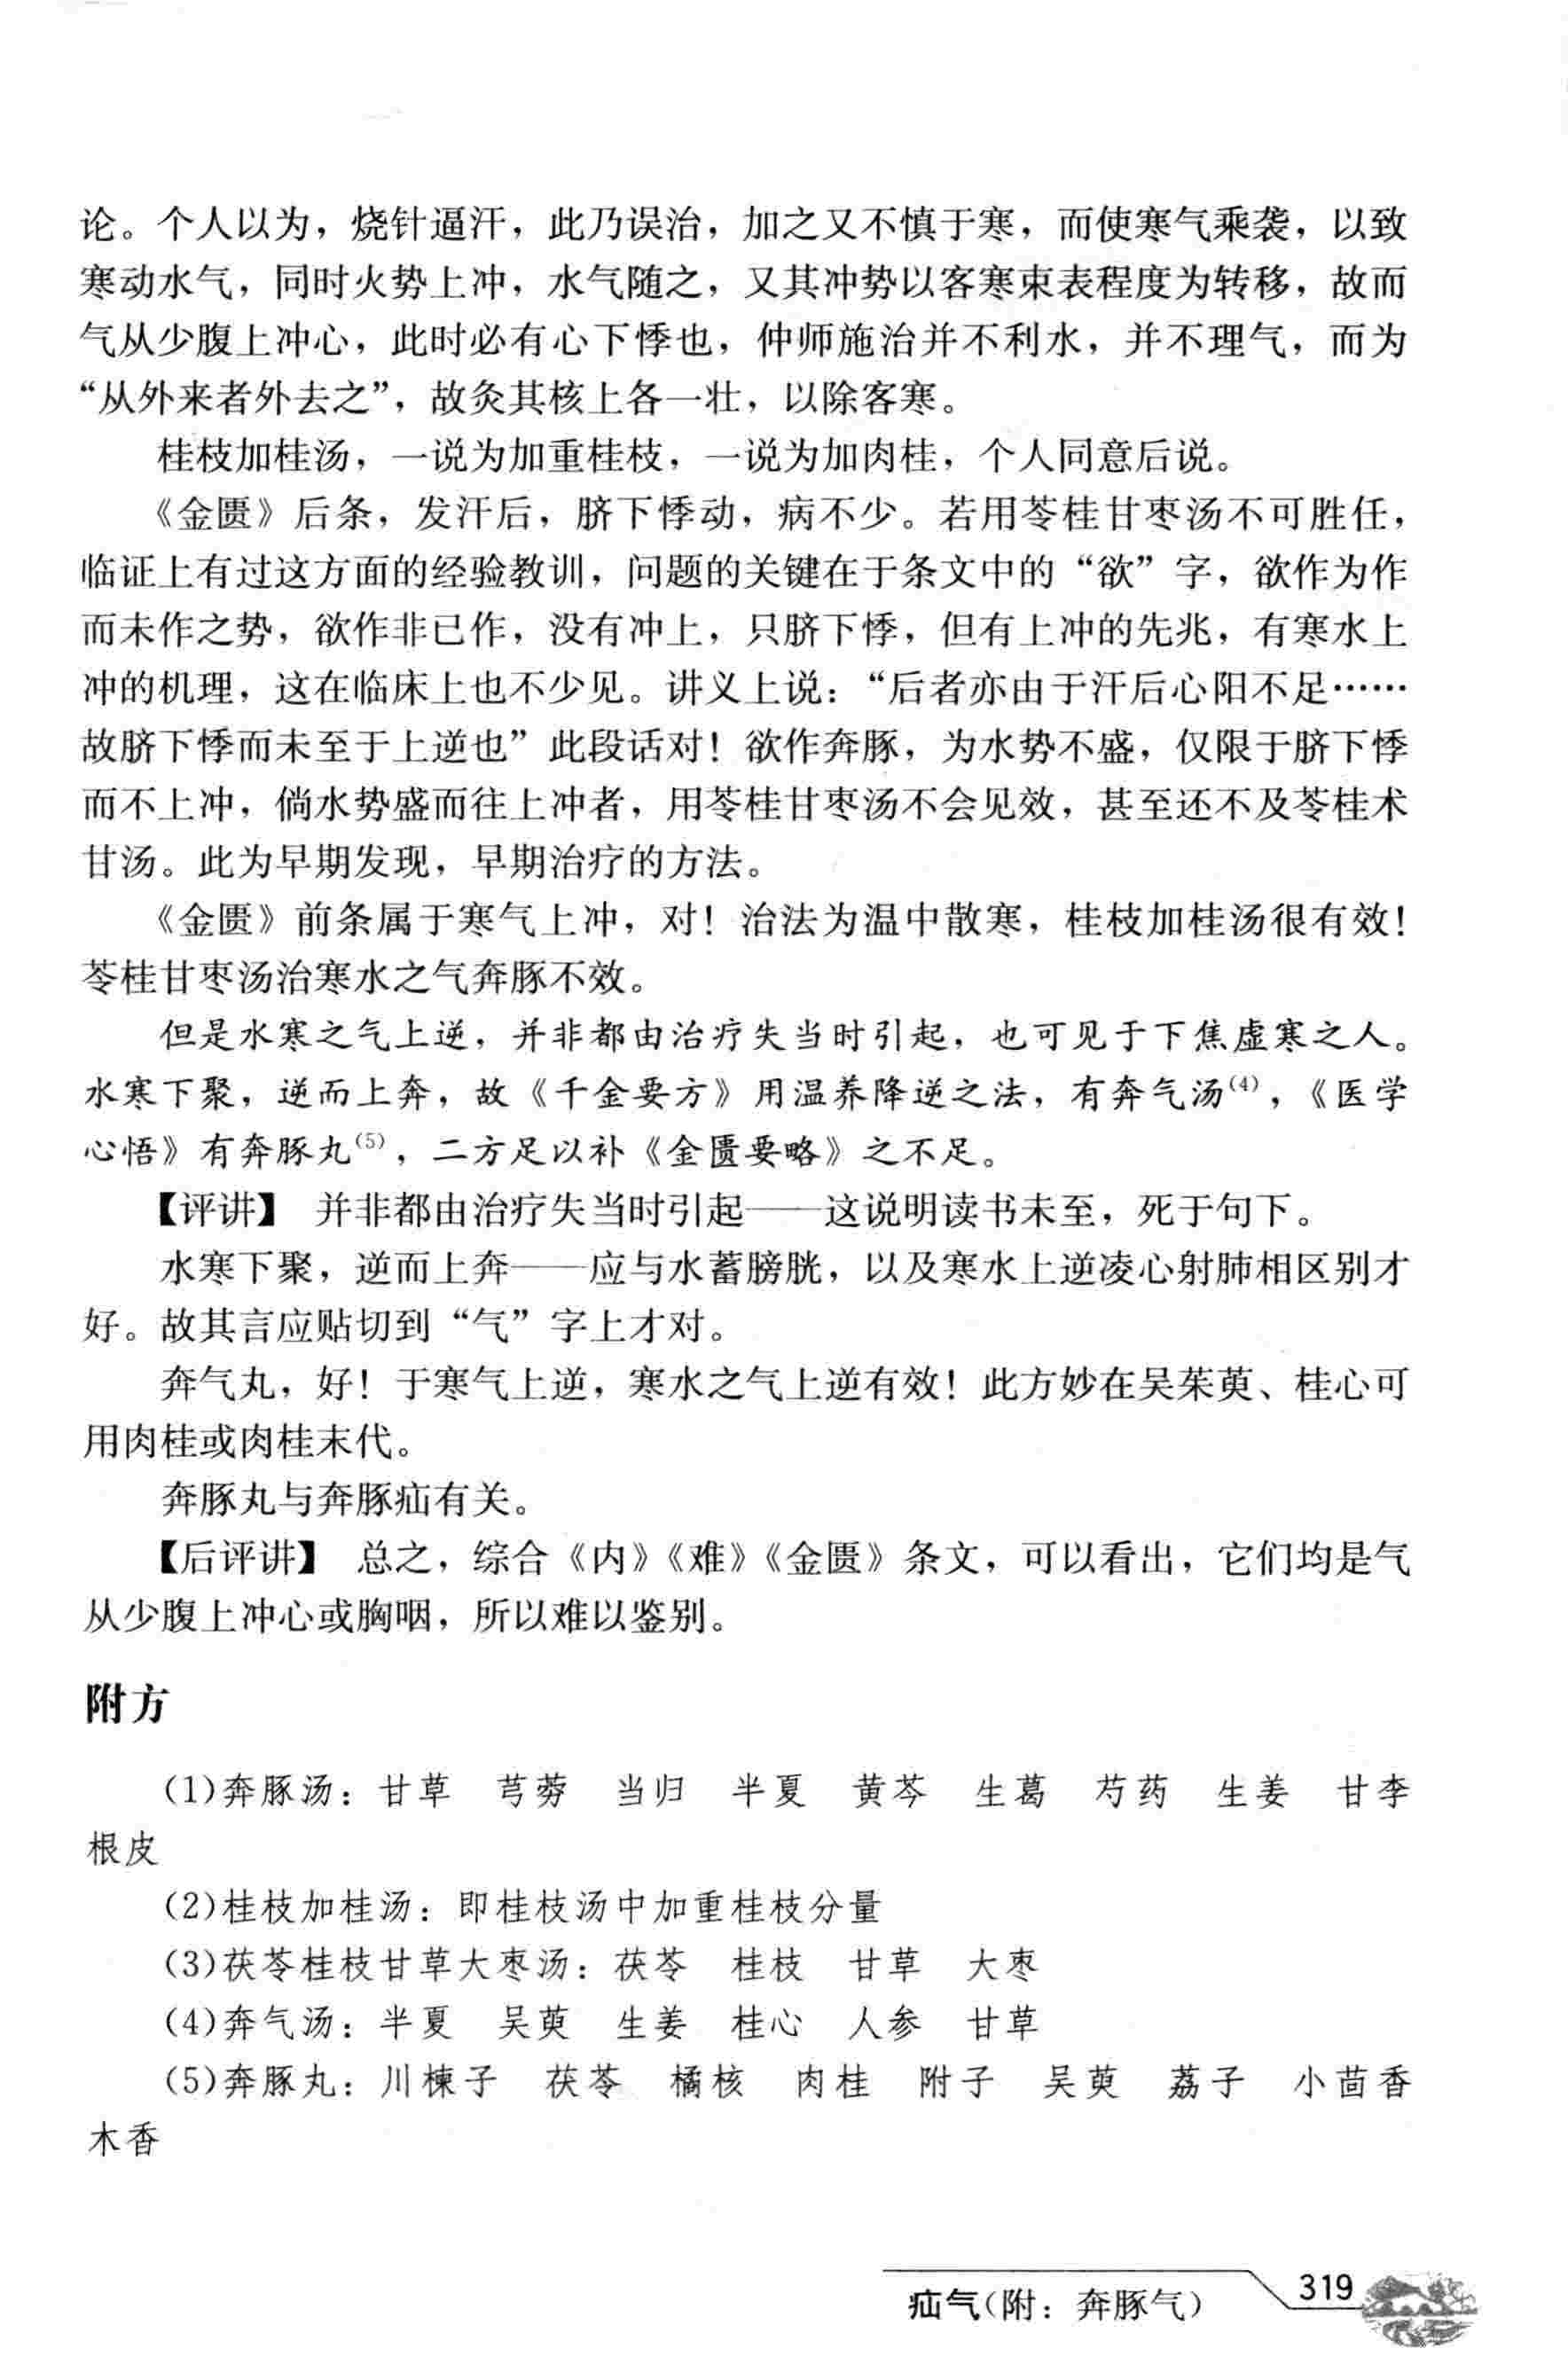 论。个人以为，烧针逼汗，此乃误治，加之又不慎于寒，而使寒气乘袭，以致
寒动水气，同时火势上冲，水气随之，又其冲势以客寒束表程度为转移，故而
气从少腹上冲心，此时必有心下悸也，仲师施治并不利水，并不理气，而为
“从外来者外去之”，故灸其核上各一壮，以除客寒。
桂枝加桂汤，一说为加重桂枝，一说为加肉桂，个人同意后说。
《金匮》后条，发汗后，脐下悸动，病不少。若用苓桂甘枣汤不可胜任，
临证上有过这方面的经验教训，问题的关键在于条文中的“欲”字，欲作为作
而未作之势，欲作非已作，没有冲上，只脐下悸，但有上冲的先兆，有寒水上
冲的机理，这在临床上也不少见。讲义上说：“后者亦由于汗后心阳不足……
故脐下悸而未至于上逆也”此段话对！欲作奔豚，为水势不盛，仅限于脐下悸
而不上冲，倘水势盛而往上冲者，用苓桂甘枣汤不会见效，甚至还不及苓桂术
甘汤。此为早期发现，早期治疗的方法。
《金匮》前条属于寒气上冲，对！治法为温中散寒，桂枝加桂汤很有效！
苓桂甘枣汤治寒水之气奔豚不效。
但是水寒之气上逆，并非都由治疗失当时引起，也可见于下焦虚寒之人。
水寒下聚，逆而上奔，故《千金要方》用温养降逆之法，有奔气汤(4)，《医学
心悟》有奔豚丸(5)，二方足以补《金匮要略》之不足。
【评讲】 并非都由治疗失当时引起——这说明读书未至，死于句下。
水寒下聚，逆而上奔——应与水蓄膀胱，以及寒水上逆凌心射肺相区别才
好。故其言应贴切到“气”字上才对。
奔气丸，好！于寒气上逆，寒水之气上逆有效！此方妙在吴茱萸、桂心可
用肉桂或肉桂末代。
奔豚丸与奔豚疝有关。
【后评讲】 总之，综合《内》《难》《金匮》条文，可以看出，它们均是气
从少腹上冲心或胸咽，所以难以鉴别。
附方
(1)奔豚汤：甘草 芎䓖 当归 半夏 黄芩 生葛 芍药 生姜 甘李
根皮
(2)桂枝加桂汤：即桂枝汤中加重桂枝分量
(3)茯苓桂枝甘草大枣汤：茯苓 桂枝 甘草 大枣
(4)奔气汤：半夏 吴萸 生姜 桂心 人参 甘草
(5)奔豚丸：川楝子 茯苓 橘核 肉桂 附子 吴萸 荔子 小茴香
木香
疝气(附：奔豚气) 319